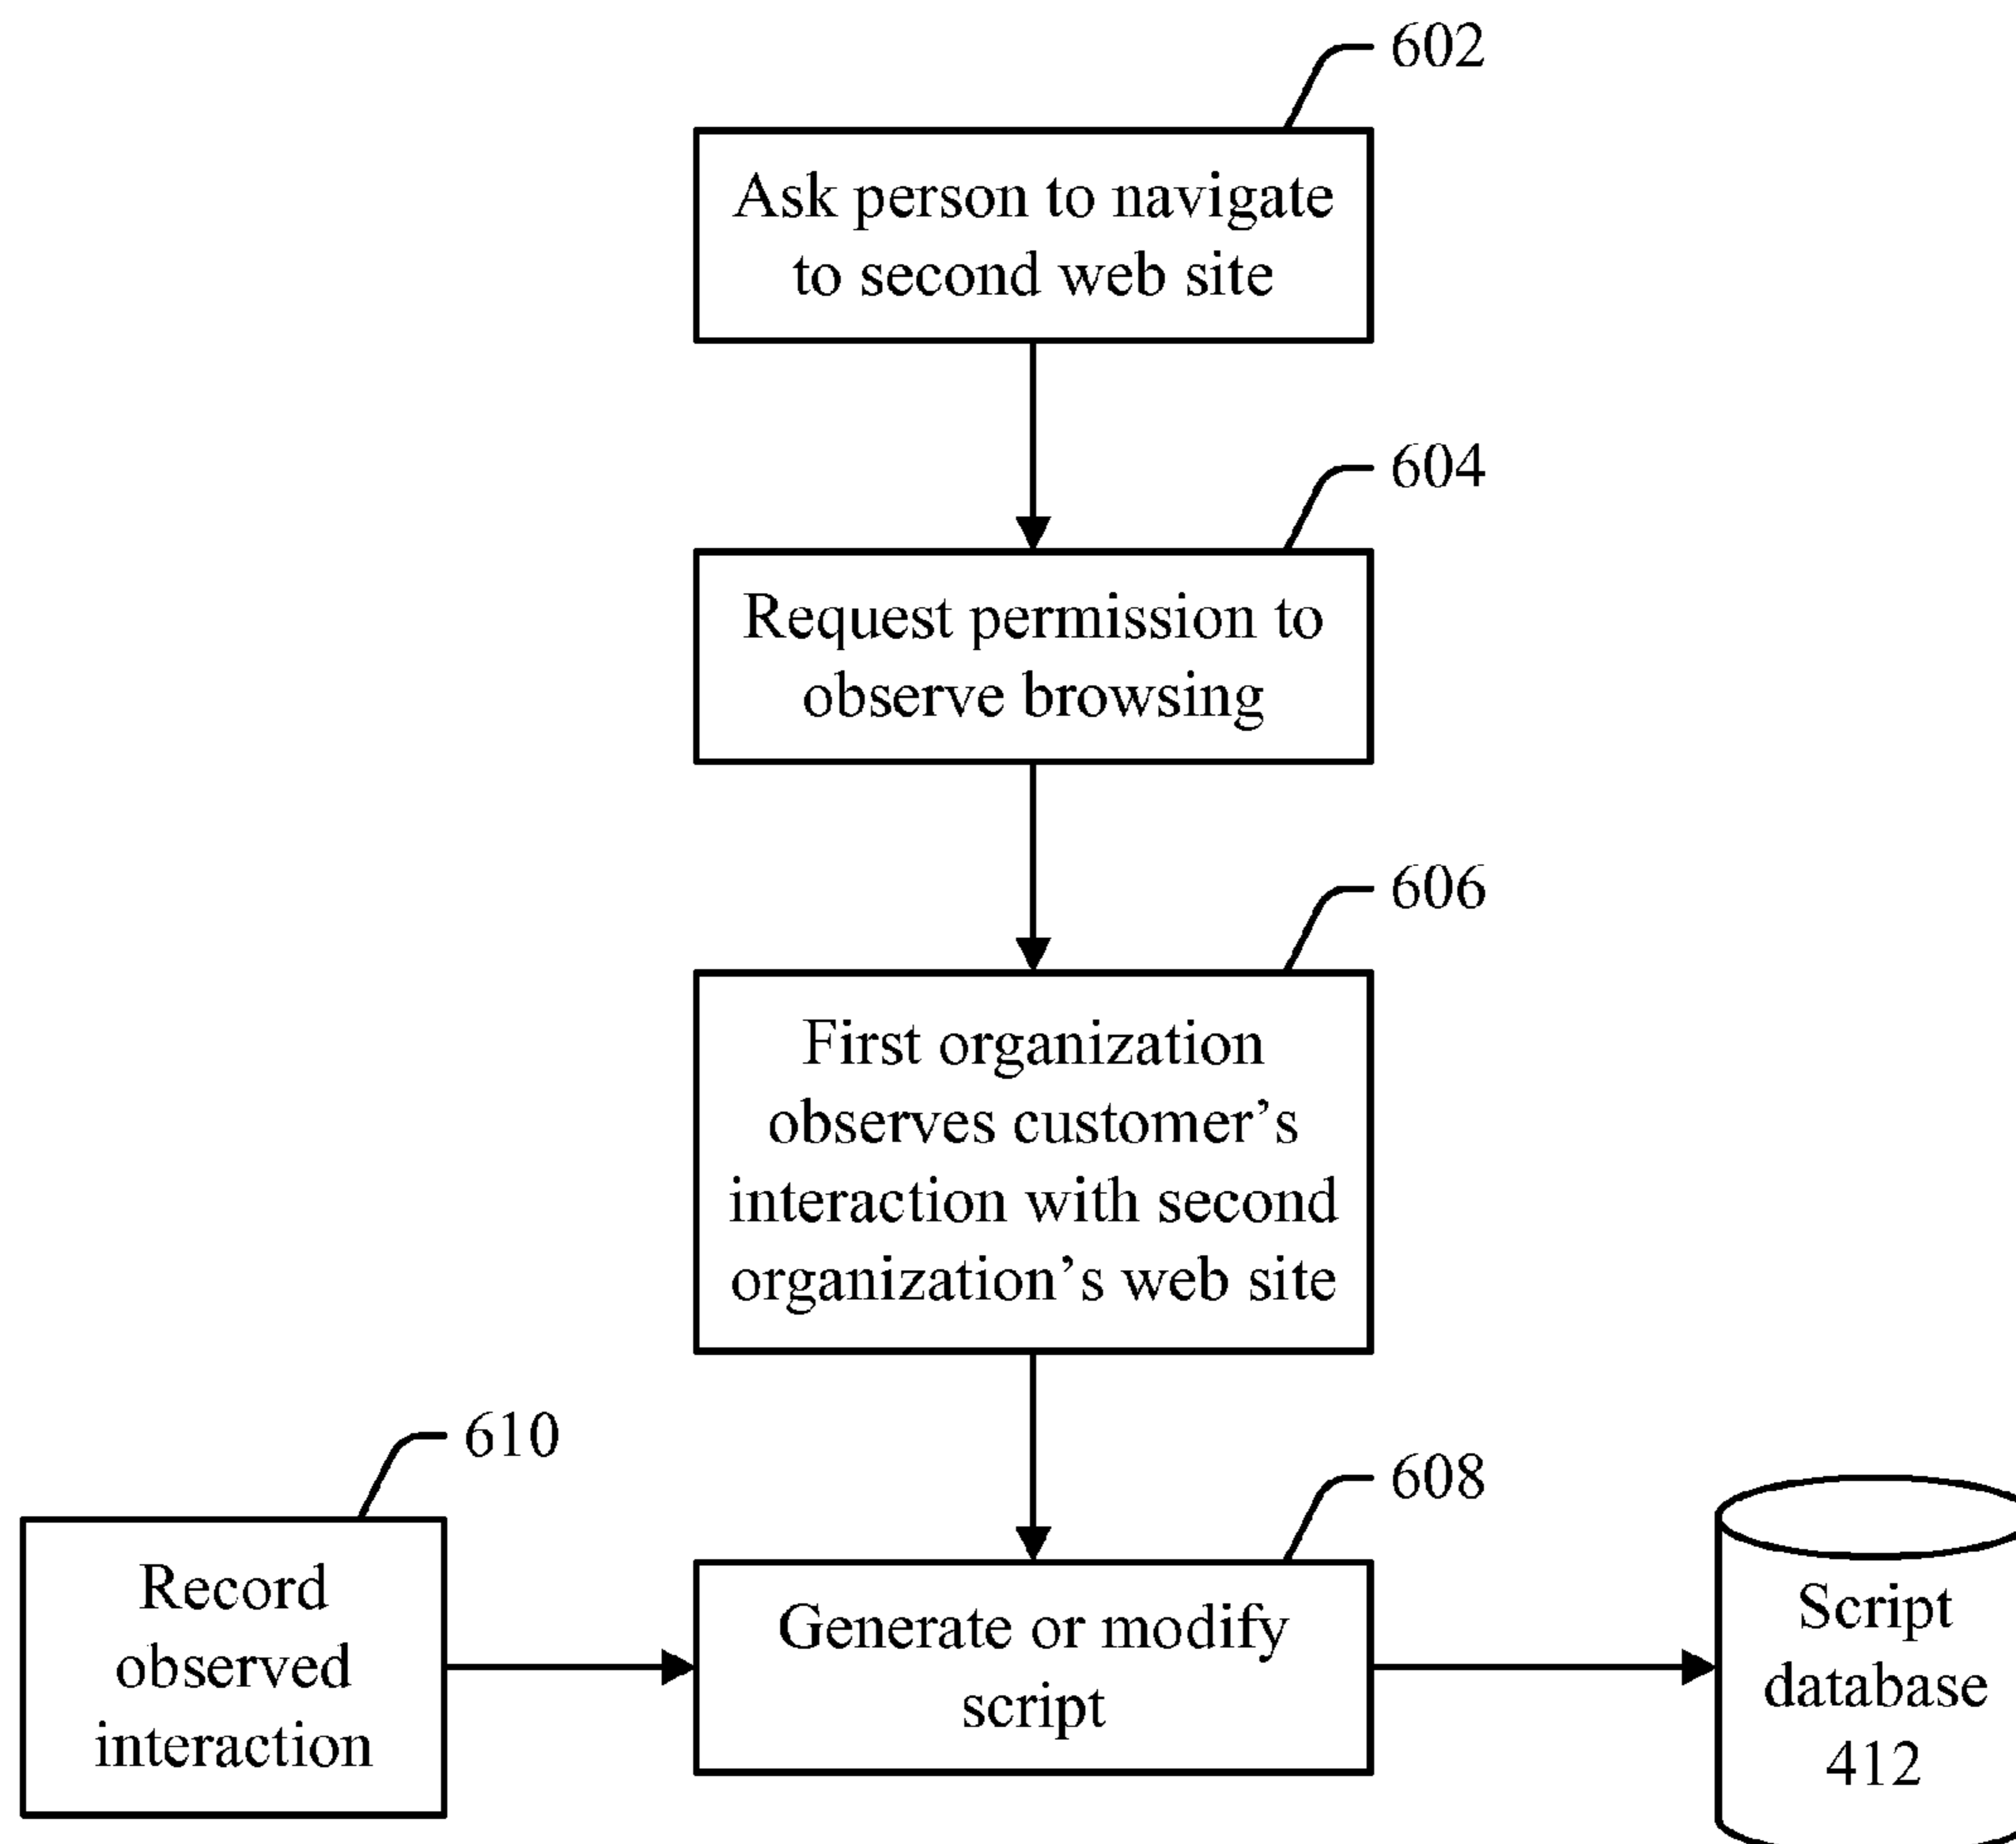 602
Ask person to navigate
to second web site
604
Request permission to
observe browsing
606
First organization
observes customer’s
interaction with second
organization’s web site
610
Record
observed
interaction
608
Generate or modify
script
Script
database
412